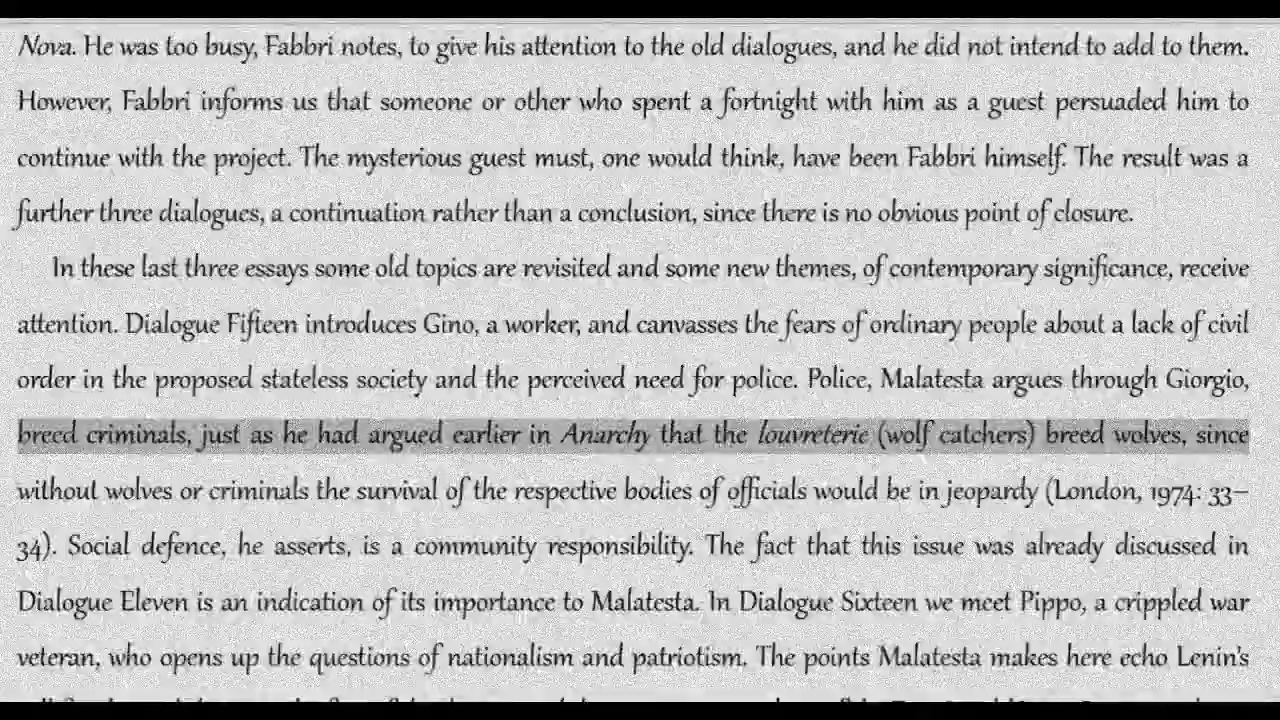 Nova. He was too busy, Fabbri notes, to give his attention to the old dialogues, and he did not intend to add to them.
However, Fabbri informs us that someone or other who spent a fortnight with him as a guest persuaded him to
continue with the project. The mysterious guest must, one would think, have been Fabbri himself. The result was a
further three dialogues, a continuation rather than a conclusion, since there is no obvious point of closure.
In these last three essays some old topics are revisited and some new themes, of contemporary significance, receive
attention. Dialogue Fifteen introduces Gino, a worker, and canvasses the fears of ordinary people about a lack of civil
order in the proposed stateless society and the perceived need for police. Police, Malatesta argues through Giorgio,
breed criminals, just as he had argued earlier in Anarchy that the louvreterie (wolf catchers) breed wolves, since
without wolves or criminals the survival of the respective bodies of officials would be in jeopardy (London, 1974: 33–
34). Social defence, he asserts, is a community responsibility. The fact that this issue was already discussed in
Dialogue Eleven is an indication of its importance to Malatesta. In Dialogue Sixteen we meet Pippo, a crippled war
veteran, who opens up the questions of nationalism and patriotism. The points Malatesta makes here echo Lenin's